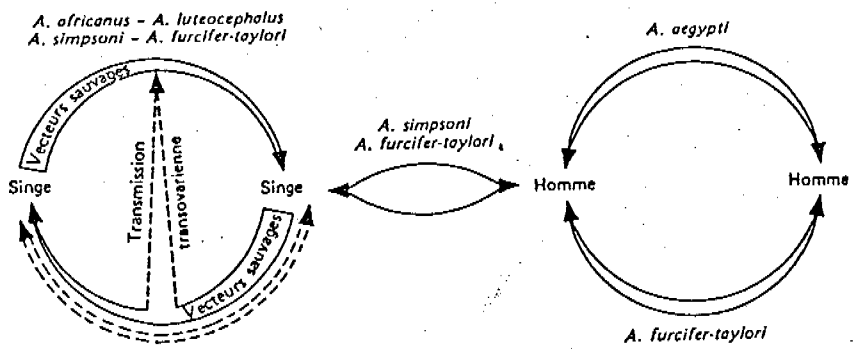 A. africanus – A. luteocephalus
A. simpsoni – A. furcifer-taylori
Vecteurs sauvages
Transmission
transovarienne
Singe
Singe
Vecteurs sauvages
A. simpsoni
A. furcifer-taylori
A. aegypti
Homme
Homme
A. furcifer-taylori